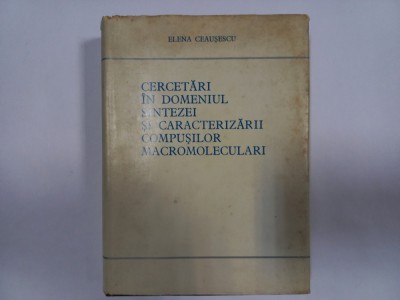 ELENA CEAUȘESCU
CERCETĂRI
ÎN DOMENIUL
SINTEZEI
ȘI CARACTERIZĂRII
COMPUȘILOR
MACROMOLECULARI